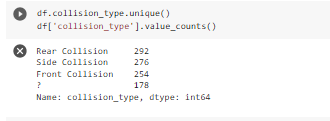 df.collision_type.unique()
df['collision_type'].value_counts()
Rear Collision 292
Side Collision 276
Front Collision 254
? 178
Name: collision_type, dtype: int64